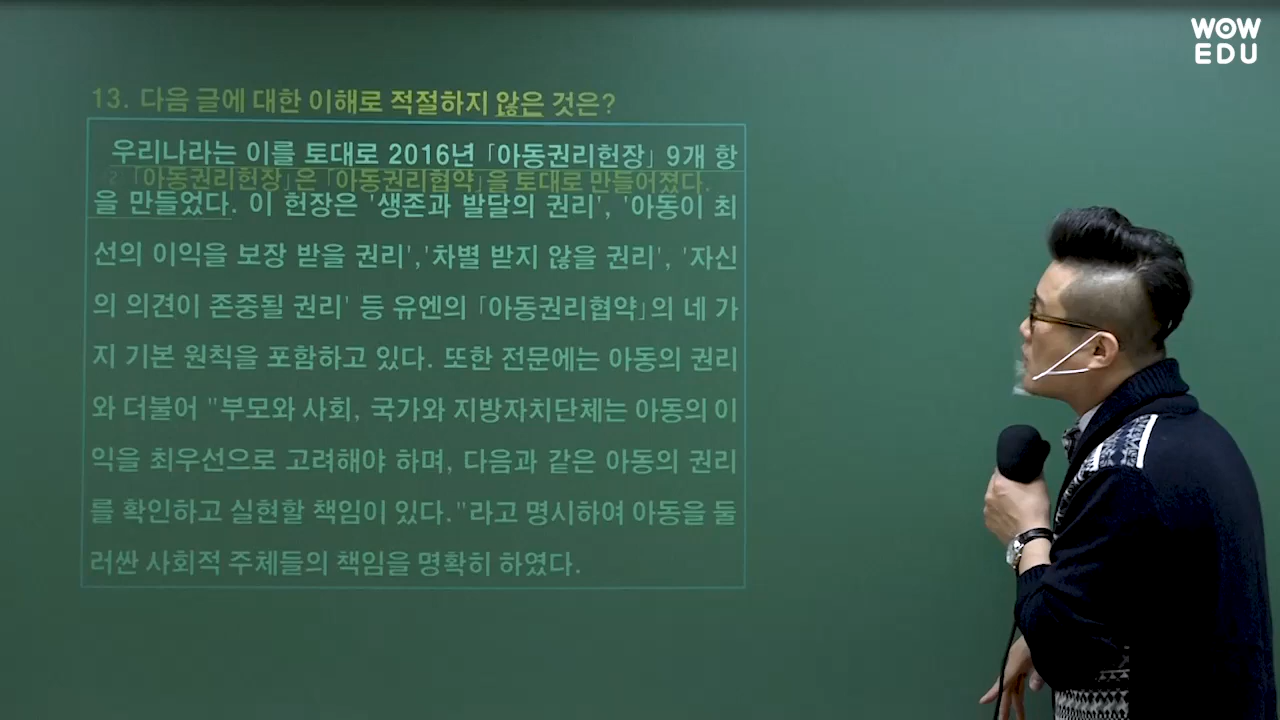 WOW
EDU
13. 다음 글에 대한 이해로 적절하지 않은 것은?
우리나라는 이를 토대로 2016년 「아동권리헌장」 9개 항
「아동권리헌장」은 「아동권리협약」을 토대로 만들어졌다.
을 만들었다. 이 헌장은 '생존과 발달의 권리', '아동이 최
선의 이익을 보장 받을 권리','차별 받지 않을 권리', '자신
의 의견이 존중될 권리' 등 유엔의 「아동권리협약」의 네 가
지 기본 원칙을 포함하고 있다. 또한 전문에는 아동의 권리
와 더불어 "부모와 사회, 국가와 지방자치단체는 아동의 이
익을 최우선으로 고려해야 하며, 다음과 같은 아동의 권리
를 확인하고 실현할 책임이 있다."라고 명시하여 아동을 둘
러싼 사회적 주체들의 책임을 명확히 하였다.